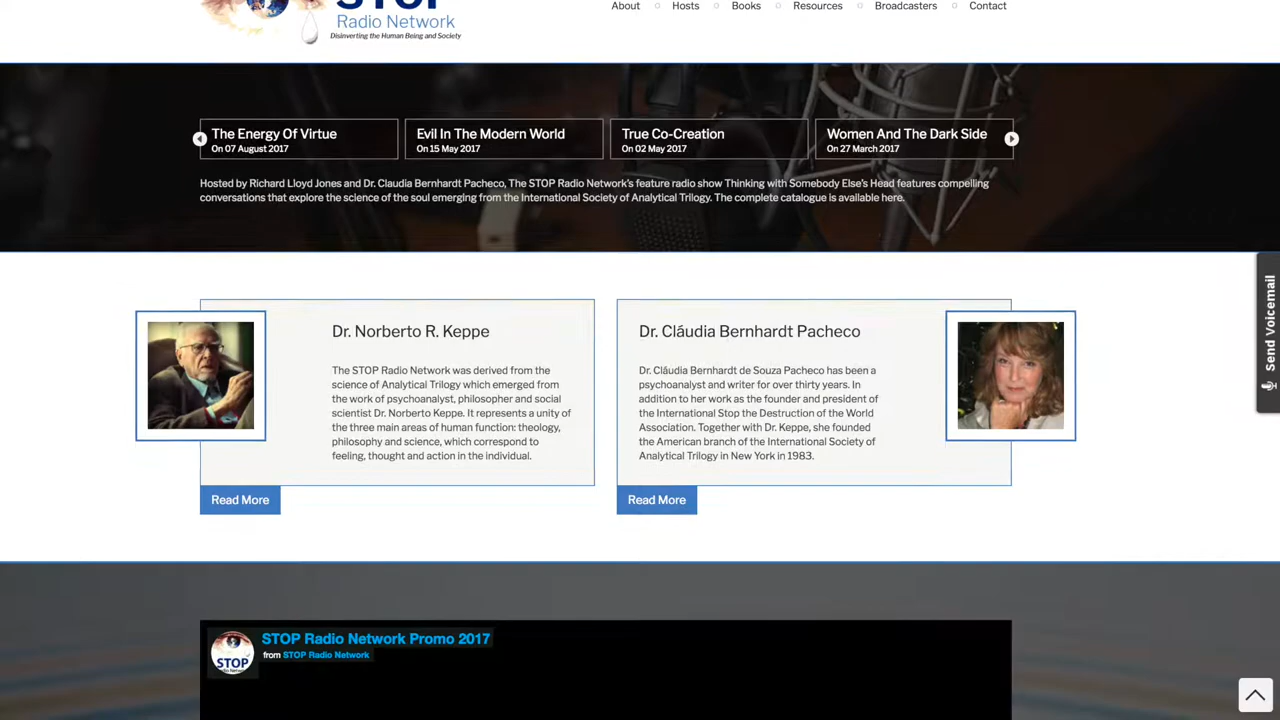 STOP
Radio Network
Disinverting the Human Being and Society
About Hosts Books Resources Broadcasters Contact
The Energy Of Virtue
On 07 August 2017
Evil In The Modern World
On 15 May 2017
True Co-Creation
On 02 May 2017
Women And The Dark Side
On 27 March 2017
Hosted by Richard Lloyd Jones and Dr. Claudia Bernhardt Pacheco, The STOP Radio Network's feature radio show Thinking with Somebody Else's Head features compelling
conversations that explore the science of the soul emerging from the International Society of Analytical Trilogy. The complete catalogue is available here.
Send Voicemail
Dr. Norberto R. Keppe
The STOP Radio Network was derived from the
science of Analytical Trilogy which emerged from
the work of psychoanalyst, philosopher and social
scientist Dr. Norberto Keppe. It represents a unity of
the three main areas of human function: theology,
philosophy and science, which correspond to
feeling, thought and action in the individual.
Read More
Dr. Cláudia Bernhardt Pacheco
Dr. Cláudia Bernhardt de Souza Pacheco has been a
psychoanalyst and writer for over thirty years. In
addition to her work as the founder and president of
the International Stop the Destruction of the World
Association. Together with Dr. Keppe, she founded
the American branch of the International Society of
Analytical Trilogy in New York in 1983.
Read More
STOP
STOP Radio Network Promo 2017
from STOP Radio Network